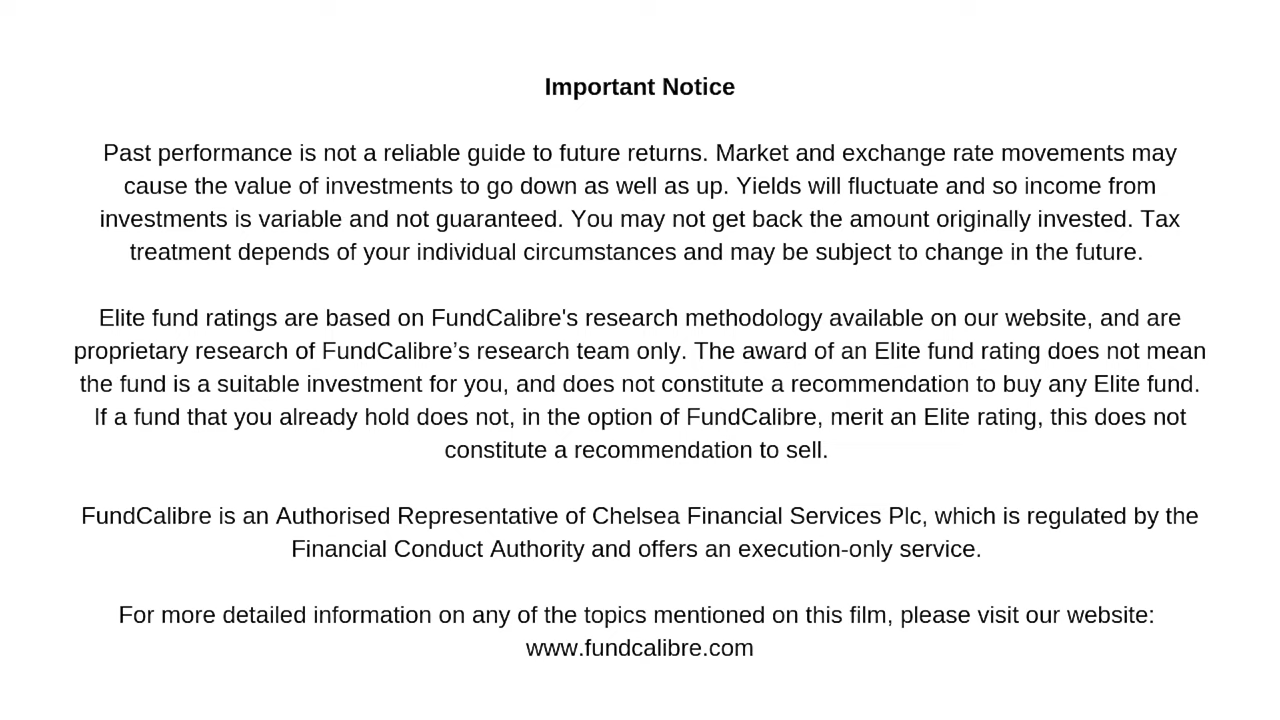 Important Notice
Past performance is not a reliable guide to future returns. Market and exchange rate movements may
cause the value of investments to go down as well as up. Yields will fluctuate and so income from
investments is variable and not guaranteed. You may not get back the amount originally invested. Tax
treatment depends of your individual circumstances and may be subject to change in the future.
Elite fund ratings are based on FundCalibre's research methodology available on our website, and are
proprietary research of FundCalibre’s research team only. The award of an Elite fund rating does not mean
the fund is a suitable investment for you, and does not constitute a recommendation to buy any Elite fund.
If a fund that you already hold does not, in the option of FundCalibre, merit an Elite rating, this does not
constitute a recommendation to sell.
FundCalibre is an Authorised Representative of Chelsea Financial Services Plc, which is regulated by the
Financial Conduct Authority and offers an execution-only service.
For more detailed information on any of the topics mentioned on this film, please visit our website:
www.fundcalibre.com